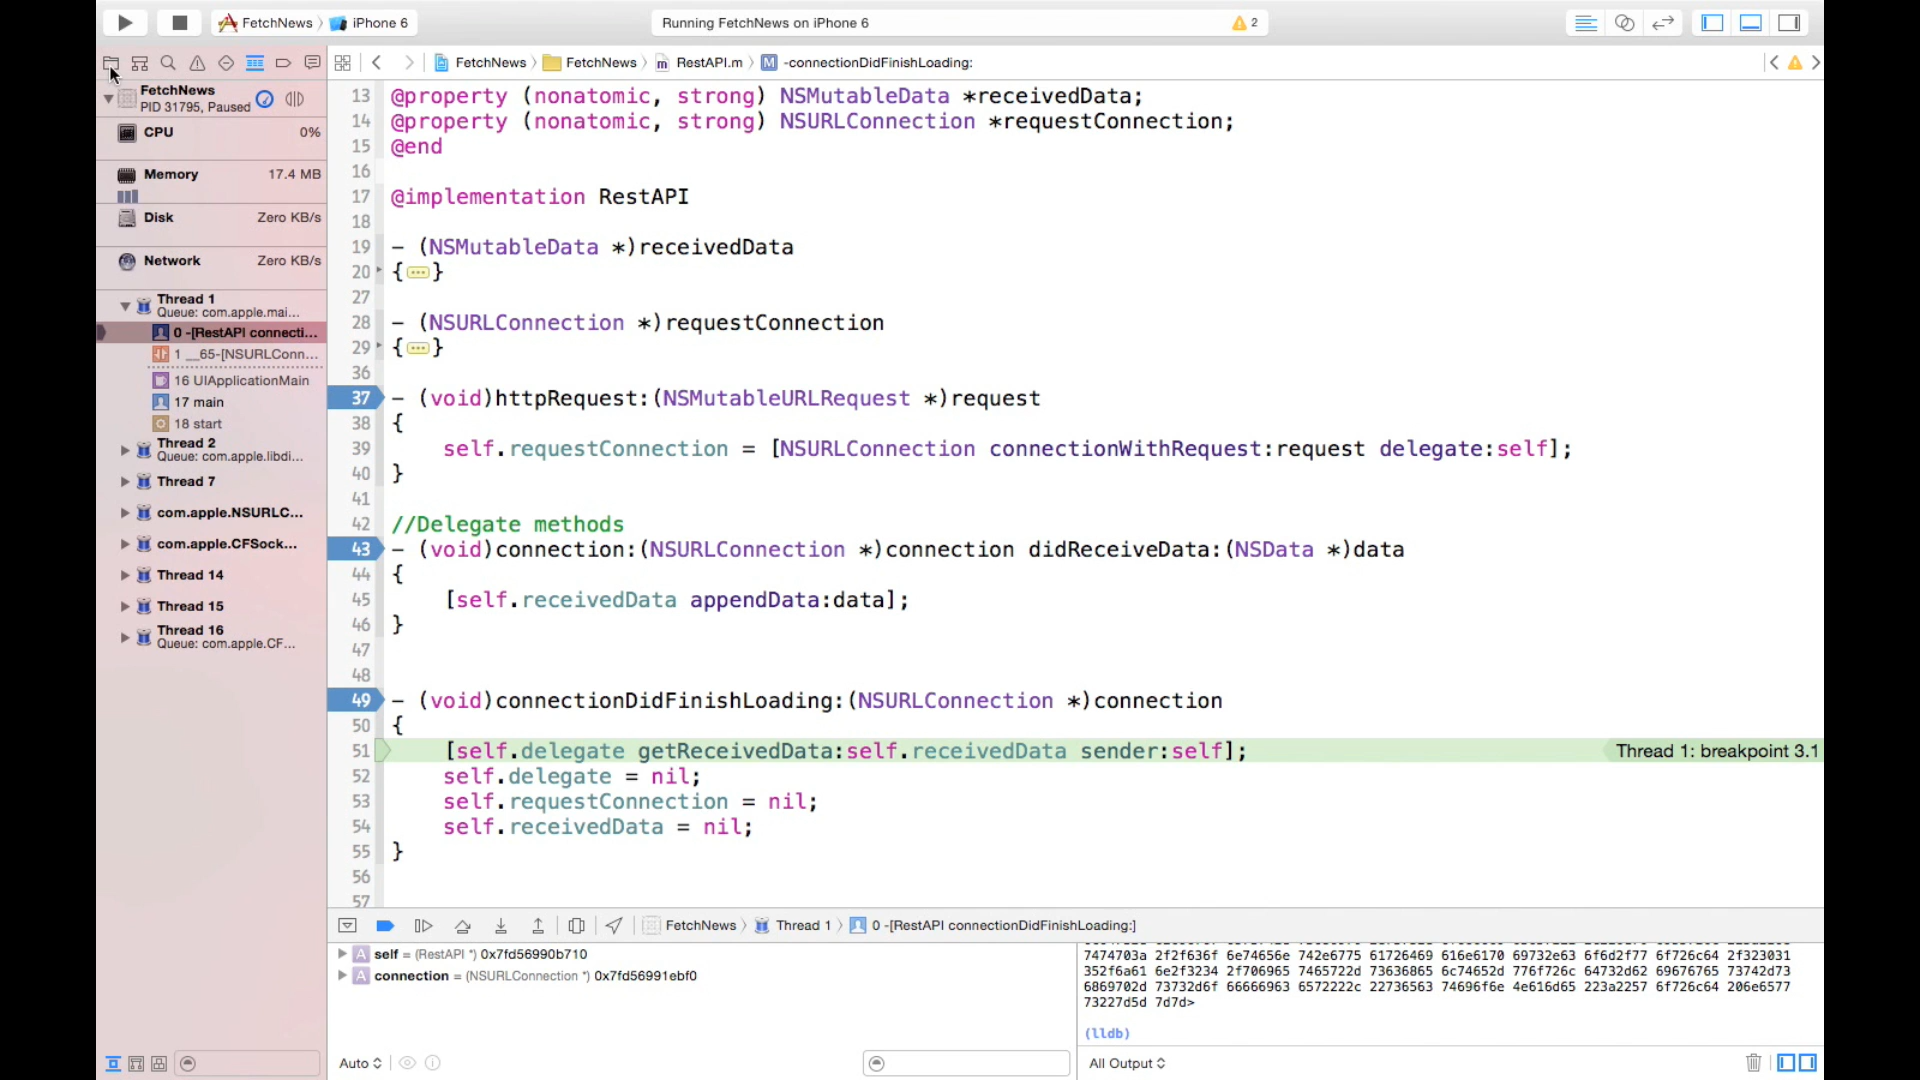 FetchNews
iPhone 6
Running FetchNews on iPhone 6
2
FetchNews
PID 31795, Paused
CPU
0%
Memory
17.4 MB
Disk
Zero KB/s
Network
Zero KB/s
Thread 1
Queue: com.apple.mai...
0 -[RestAPI connecti...
1 __65-[NSURLConn...
16 UIApplicationMain
17 main
18 start
Thread 2
Queue: com.apple.libdi...
Thread 7
com.apple.NSURLC...
com.apple.CFSock...
Thread 14
Thread 15
Thread 16
Queue: com.apple.CF...
FetchNews
FetchNews
RestAPI.m
M
-connectionDidFinishLoading:
13 @property (nonatomic, strong) NSMutableData *receivedData;
14 @property (nonatomic, strong) NSURLConnection *requestConnection;
15 @end
16
17 @implementation RestAPI
18
19 - (NSMutableData *)receivedData
20 {...}
27
28 - (NSURLConnection *)requestConnection
29 {...}
36
37 - (void)httpRequest:(NSMutableURLRequest *)request
38 {
39 self.requestConnection = [NSURLConnection connectionWithRequest:request delegate:self];
40 }
41
42 //Delegate methods
43 - (void)connection:(NSURLConnection *)connection didReceiveData:(NSData *)data
44 {
45 [self.receivedData appendData:data];
46 }
47
48
49 - (void)connectionDidFinishLoading:(NSURLConnection *)connection
50 {
51 [self.delegate getReceivedData:self.receivedData sender:self];
Thread 1: breakpoint 3.1
52 self.delegate = nil;
53 self.requestConnection = nil;
54 self.receivedData = nil;
55 }
56
57
FetchNews
Thread 1
0 -[RestAPI connectionDidFinishLoading:]
A self = (RestAPI *) 0x7fd56990b710
A connection = (NSURLConnection *) 0x7fd56991ebf0
7474703a 2f2f636f 6e74656e 742e6775 61726469 616e6170 69732e63 6f6d2f77 6f726c64 2f323031
352f6a61 6e2f3234 2f706965 7465722d 73636865 6c74652d 776f726c 64732d62 69676765 73742d73
6869702d 73732d6f 66666963 6572222c 22736563 74696f6e 4e616d65 223a2257 6f726c64 206e6577
73227d5d 7d7d>
(lldb)
Auto
All Output